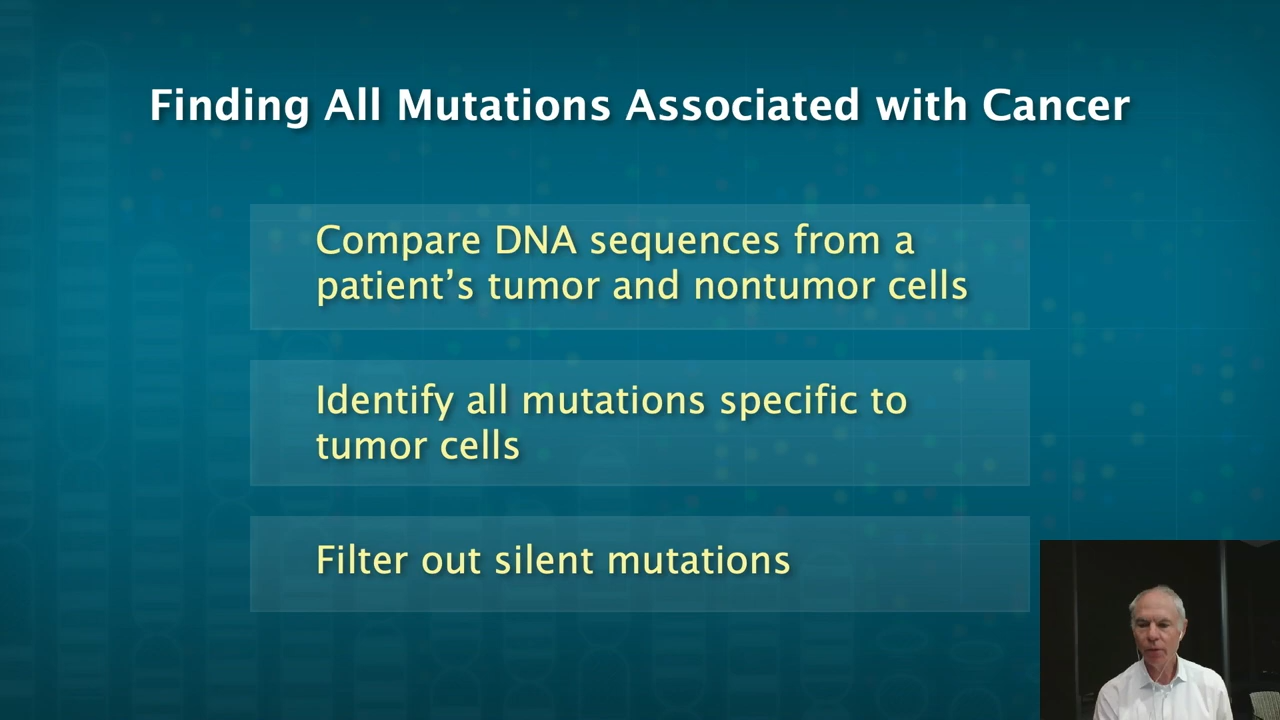 Finding All Mutations Associated with Cancer
Compare DNA sequences from a
patient’s tumor and nontumor cells
Identify all mutations specific to
tumor cells
Filter out silent mutations